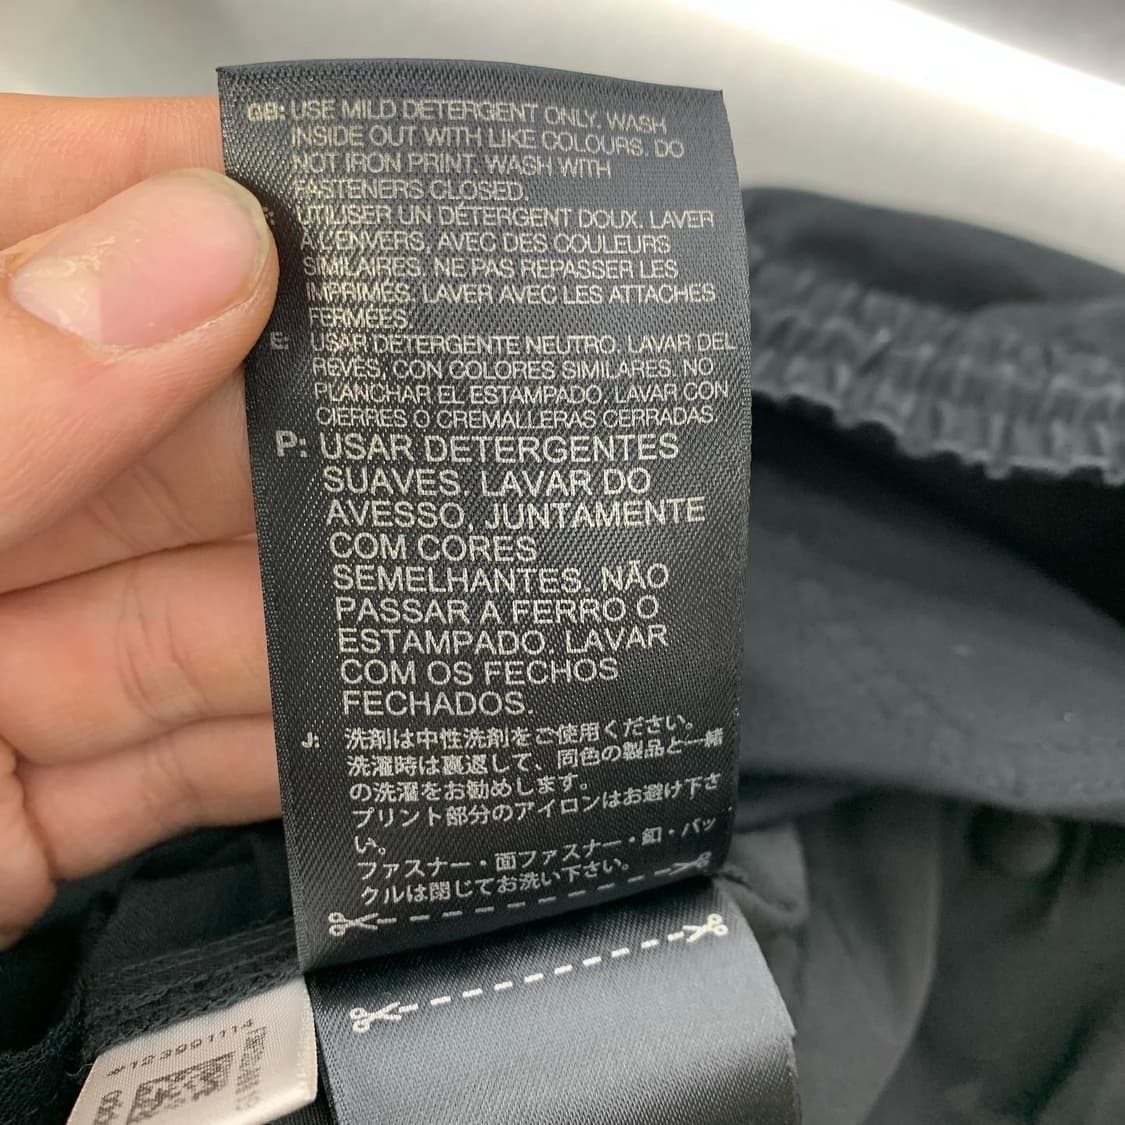 GB: USE MILD DETERGENT ONLY. WASH
INSIDE OUT WITH LIKE COLOURS. DO
NOT IRON PRINT. WASH WITH
FASTENERS CLOSED.
UTILISER UN DÉTERGENT DOUX. LAVER
À L'ENVERS, AVEC DES COULEURS
SIMILAIRES. NE PAS REPASSER LES
IMPRIMÉS. LAVER AVEC LES ATTACHES
FERMÉES.
E: USAR DETERGENTE NEUTRO. LAVAR DEL
REVÉS, CON COLORES SIMILARES. NO
PLANCHAR EL ESTAMPADO. LAVAR CON
CIERRES O CREMALLERAS CERRADAS.
P: USAR DETERGENTES
SUAVES. LAVAR DO
AVESSO, JUNTAMENTE
COM CORES
SEMELHANTES. NÃO
PASSAR A FERRO O
ESTAMPADO. LAVAR
COM OS FECHOS
FECHADOS.
J: 洗剤は中性洗剤をご使用ください。
洗濯時は裏返して、同色の製品と一緒
の洗濯をお勧めします。
プリント部分のアイロンはお避け下さ
い。
ファスナー・面ファスナー・釦・バッ
クルは閉じてお洗い下さい。
123991114